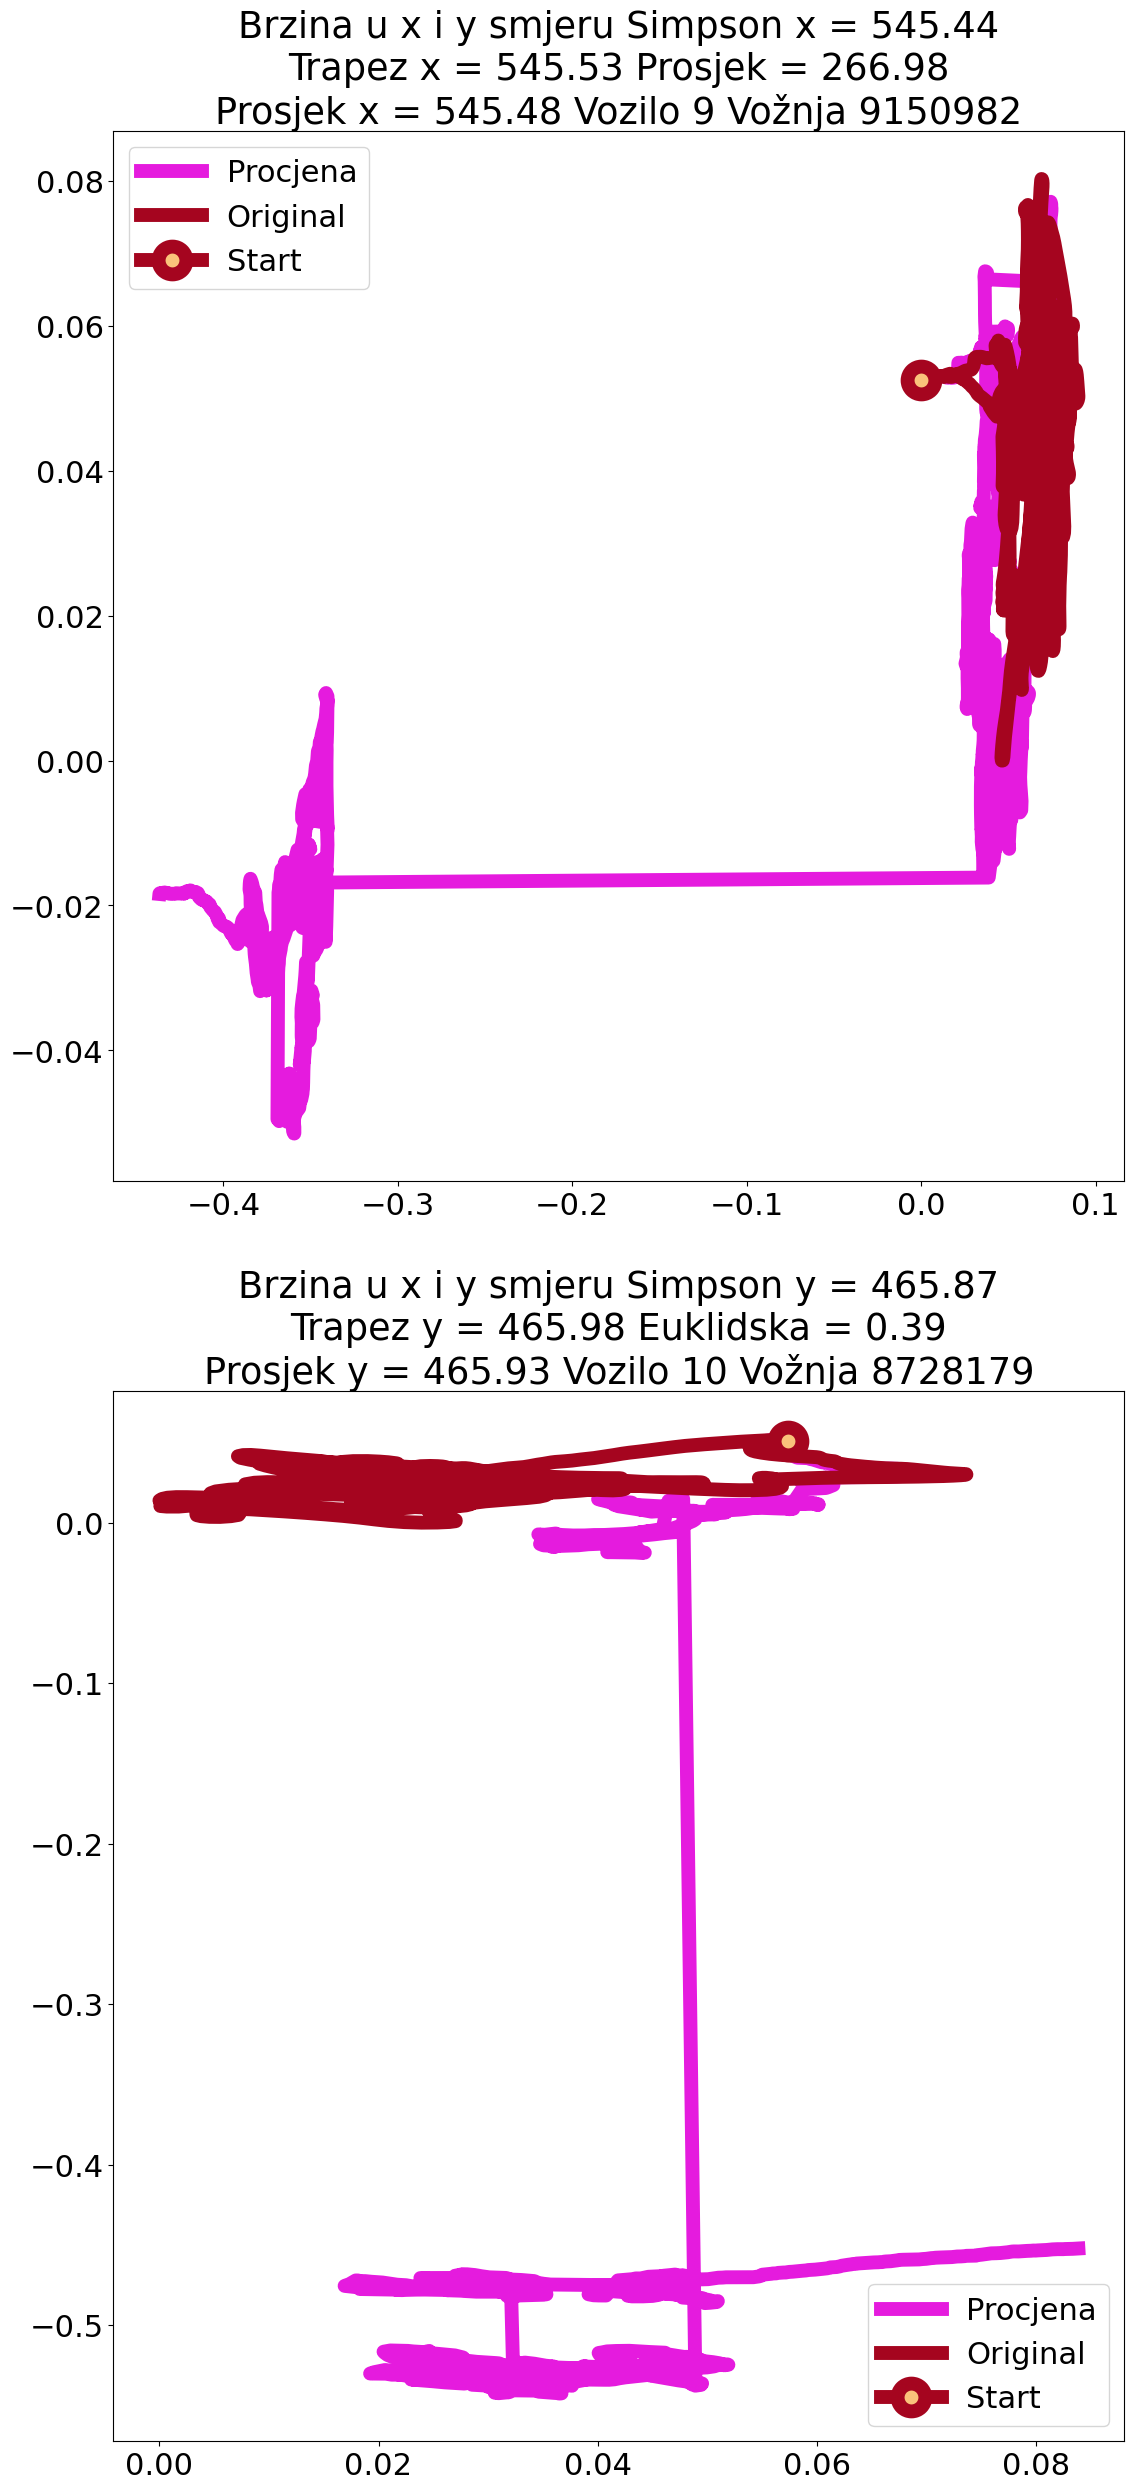 Brzina u x i y smjeru Simpson x = 545.44
Trapez x = 545.53 Prosjek = 266.98
Prosjek x = 545.48 Vozilo 9 Vožnja 9150982
Procjena
Original
Start
0.08
0.06
0.04
0.02
0.00
−0.02
−0.04
−0.4
−0.3
−0.2
−0.1
0.0
0.1
Brzina u x i y smjeru Simpson y = 465.87
Trapez y = 465.98 Euklidska = 0.39
Prosjek y = 465.93 Vozilo 10 Vožnja 8728179
0.0
−0.1
−0.2
−0.3
−0.4
−0.5
Procjena
Original
Start
0.00
0.02
0.04
0.06
0.08